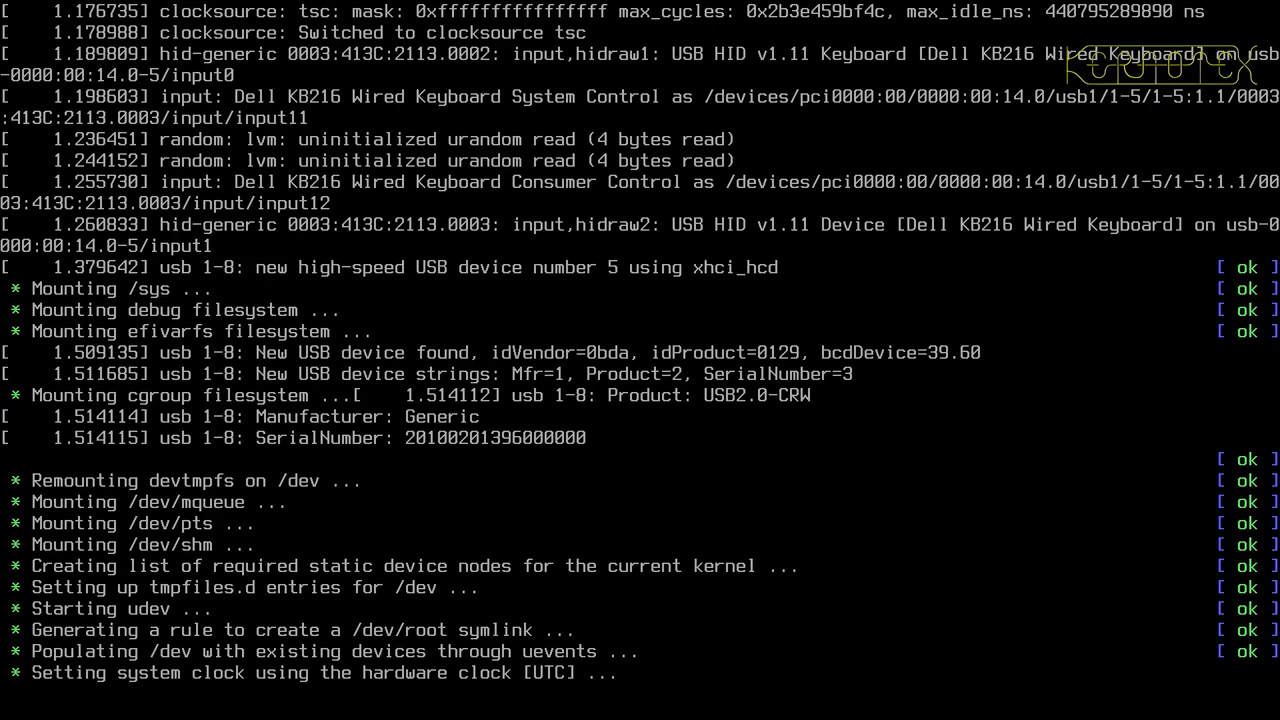 [    1.176735] clocksource: tsc: mask: 0xffffffffffffffff max_cycles: 0x2b3e459bf4c, max_idle_ns: 440795289890 ns
[    1.178988] clocksource: Switched to clocksource tsc
[    1.189809] hid-generic 0003:413C:2113.0002: input,hidraw1: USB HID v1.11 Keyboard [Dell KB216 Wired Keyboard] on usb
-0000:00:14.0-5/input0
[    1.198603] input: Dell KB216 Wired Keyboard System Control as /devices/pci0000:00/0000:00:14.0/usb1/1-5/1-5:1.1/0003
:413C:2113.0003/input/input11
[    1.236451] random: lvm: uninitialized urandom read (4 bytes read)
[    1.244152] random: lvm: uninitialized urandom read (4 bytes read)
[    1.255730] input: Dell KB216 Wired Keyboard Consumer Control as /devices/pci0000:00/0000:00:14.0/usb1/1-5/1-5:1.1/00
03:413C:2113.0003/input/input12
[    1.260833] hid-generic 0003:413C:2113.0003: input,hidraw2: USB HID v1.11 Device [Dell KB216 Wired Keyboard] on usb-0
000:00:14.0-5/input1
[    1.379642] usb 1-8: new high-speed USB device number 5 using xhci_hcd [ ok ]
* Mounting /sys ... [ ok ]
* Mounting debug filesystem ... [ ok ]
* Mounting efivarfs filesystem ... [ ok ]
[    1.509135] usb 1-8: New USB device found, idVendor=0bda, idProduct=0129, bcdDevice=39.60
[    1.511685] usb 1-8: New USB device strings: Mfr=1, Product=2, SerialNumber=3
* Mounting cgroup filesystem ...[    1.514112] usb 1-8: Product: USB2.0-CRW
[    1.514114] usb 1-8: Manufacturer: Generic
[    1.514115] usb 1-8: SerialNumber: 20100201396000000
[ ok ]
* Remounting devtmpfs on /dev ... [ ok ]
* Mounting /dev/mqueue ... [ ok ]
* Mounting /dev/pts ... [ ok ]
* Mounting /dev/shm ... [ ok ]
* Creating list of required static device nodes for the current kernel ... [ ok ]
* Setting up tmpfiles.d entries for /dev ... [ ok ]
* Starting udev ... [ ok ]
* Generating a rule to create a /dev/root symlink ... [ ok ]
* Populating /dev with existing devices through uevents ... [ ok ]
* Setting system clock using the hardware clock [UTC] ...